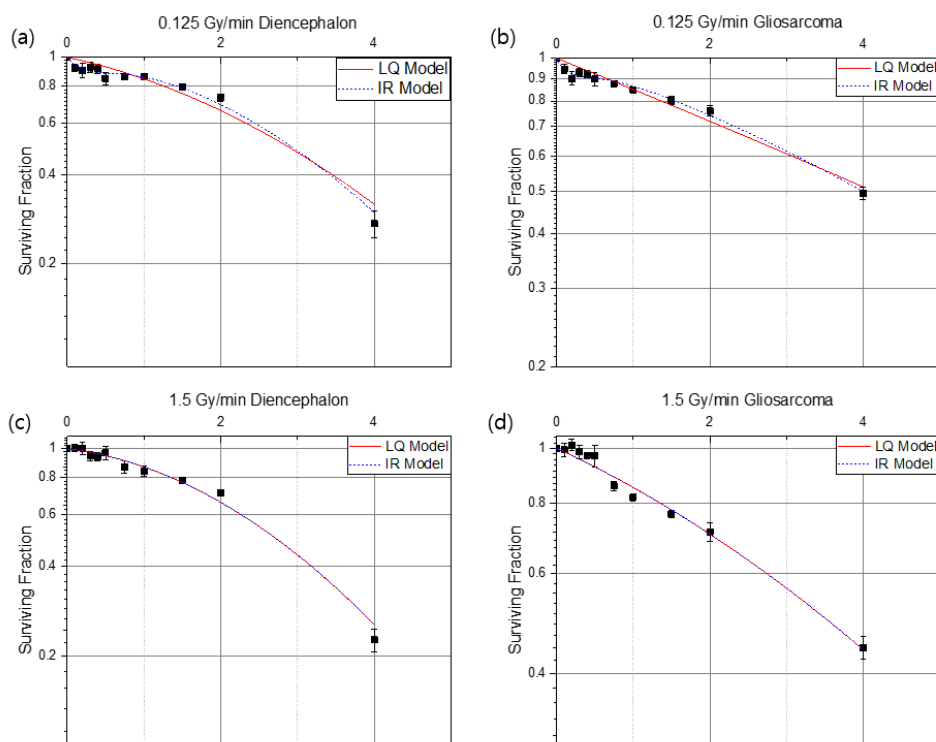 0.125 Gy/min Diencephalon
(a)
0 2 4
LQ Model
IR Model
1
0.8
0.6
0.4
0.2
Surviving Fraction
0.125 Gy/min Gliosarcoma
(b)
0 2 4
LQ Model
IR Model
1
0.9
0.8
0.7
0.6
0.5
0.4
0.3
0.2
Surviving Fraction
1.5 Gy/min Diencephalon
(c)
0 2 4
LQ Model
IR Model
1
0.8
0.6
0.4
0.2
Surviving Fraction
1.5 Gy/min Gliosarcoma
(d)
0 2 4
LQ Model
IR Model
1
0.8
0.6
0.4
Surviving Fraction